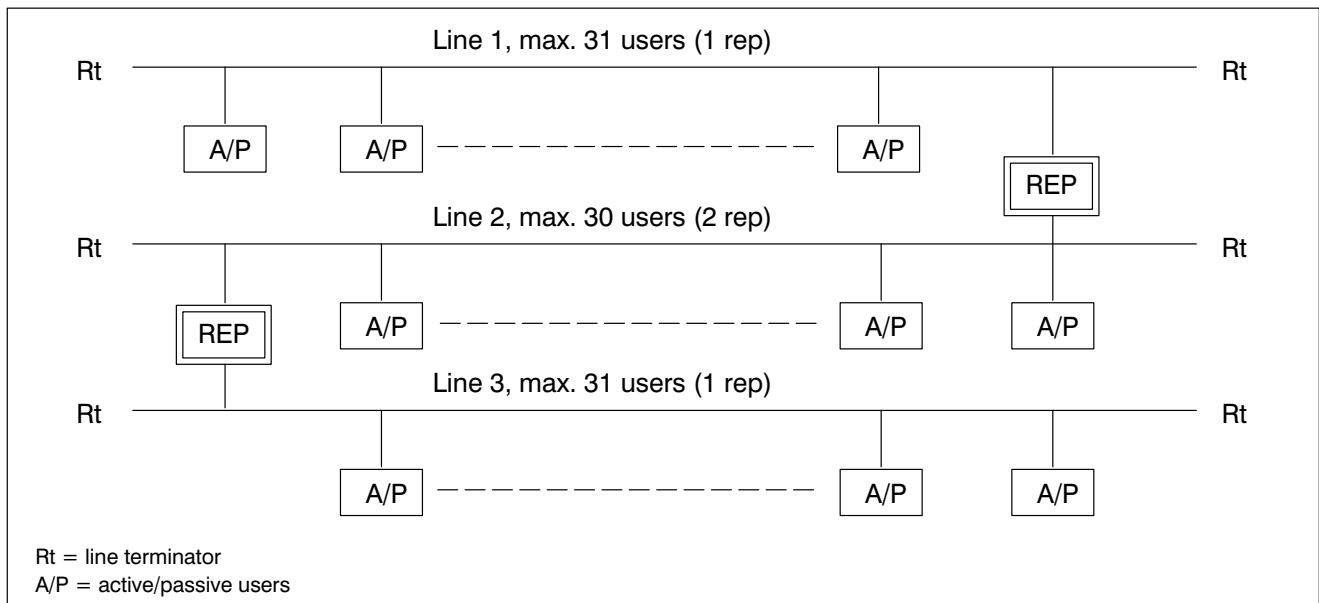 Line 1, max. 31 users (1 rep)
Rt Rt
A/P A/P A/P
REP
Line 2, max. 30 users (2 rep)
Rt Rt
REP A/P A/P A/P
Line 3, max. 31 users (1 rep)
Rt Rt
A/P A/P A/P
Rt = line terminator
A/P = active/passive users